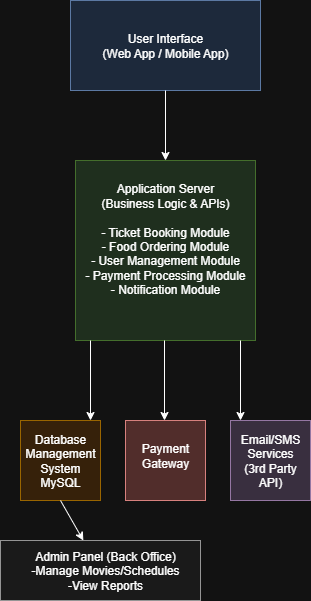 User Interface
(Web App / Mobile App)
Application Server
(Business Logic & APIs)
- Ticket Booking Module
- Food Ordering Module
- User Management Module
- Payment Processing Module
- Notification Module
Database
Management
System
MySQL
Payment
Gateway
Email/SMS
Services
(3rd Party
API)
Admin Panel (Back Office)
-Manage Movies/Schedules
-View Reports